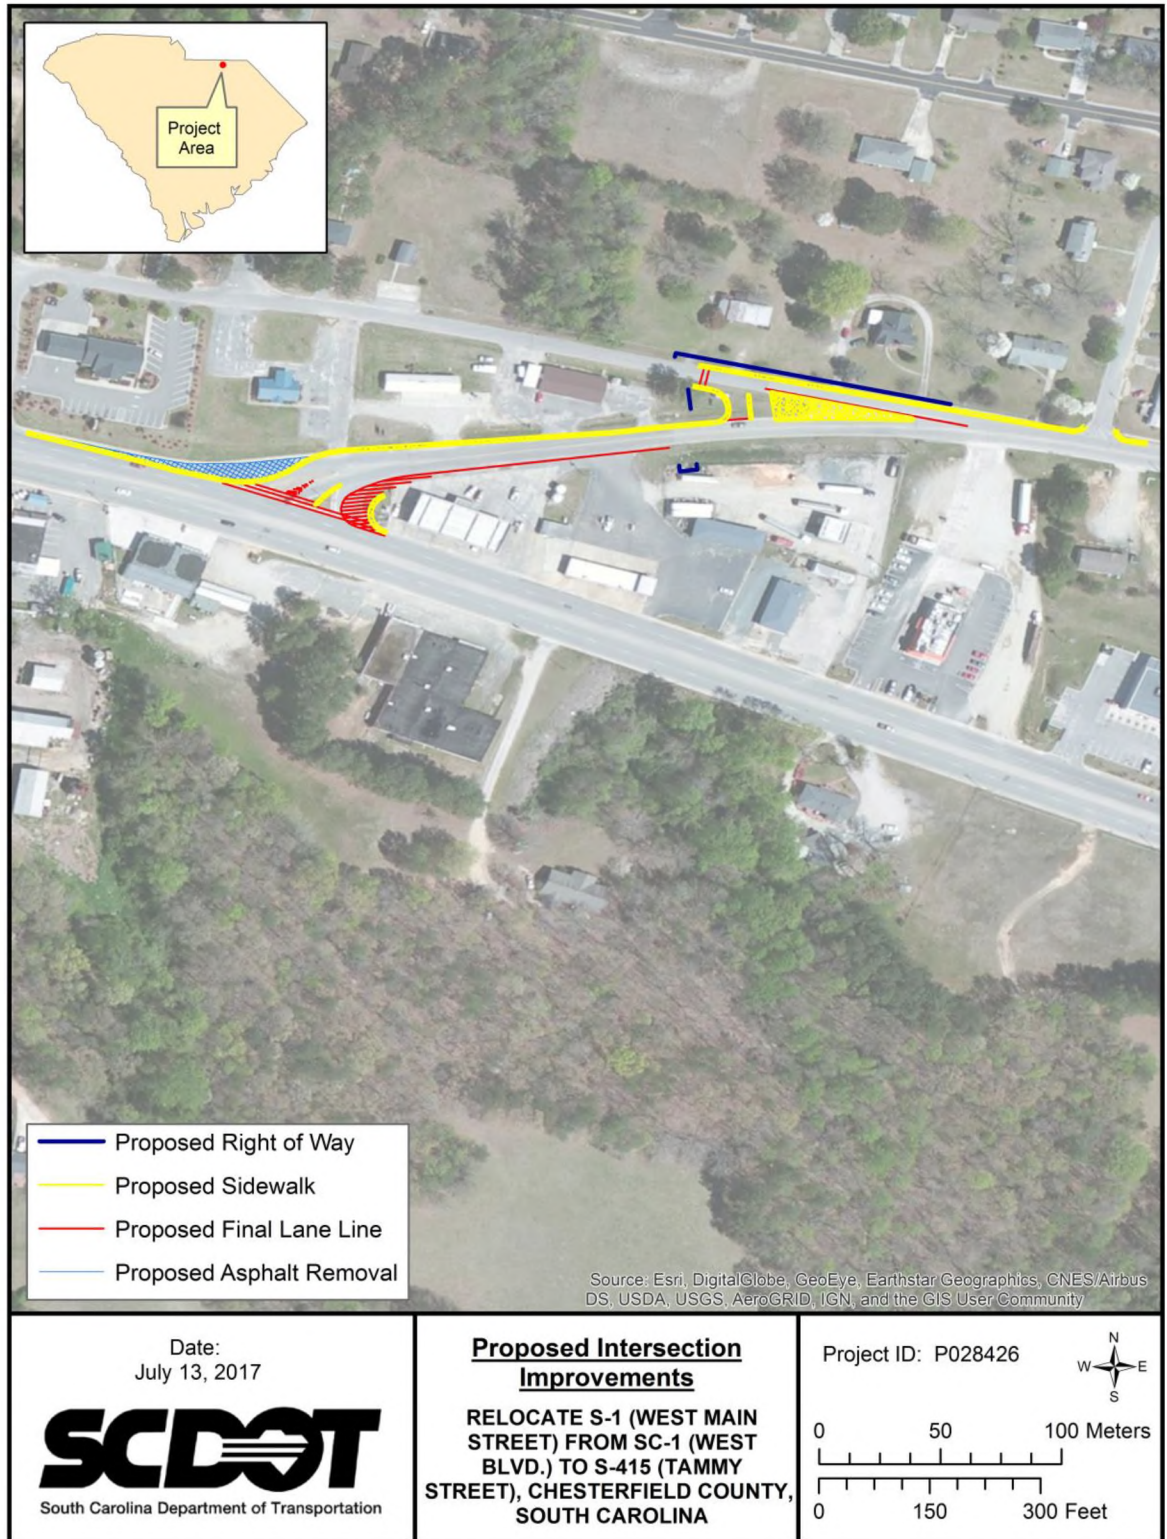 Project
Area
Proposed Right of Way
Proposed Sidewalk
Proposed Final Lane Line
Proposed Asphalt Removal
Source: Esri, DigitalGlobe, GeoEye, Earthstar Geographics, CNES/Airbus
DS, USDA, USGS, AeroGRID, IGN, and the GIS User Community
Date:
July 13, 2017
SCDOT
South Carolina Department of Transportation
Proposed Intersection
Improvements
RELOCATE S-1 (WEST MAIN
STREET) FROM SC-1 (WEST
BLVD.) TO S-415 (TAMMY
STREET), CHESTERFIELD COUNTY,
SOUTH CAROLINA
Project ID: P028426
N
W E
S
0 50 100 Meters
0 150 300 Feet